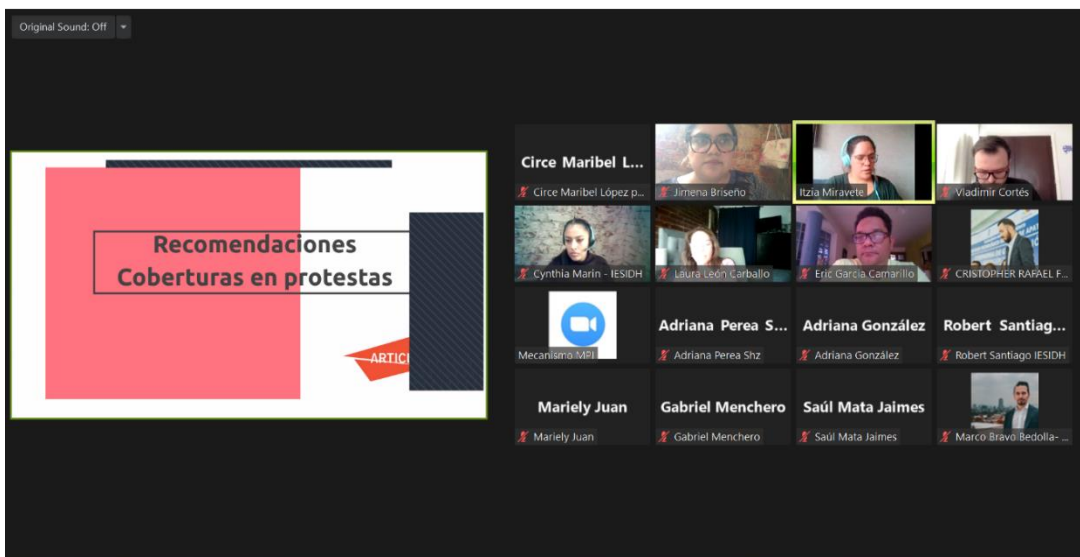 Original Sound: Off
Recomendaciones
Coberturas en protestas
ARTICL
Circe Maribel L...
Circe Maribel López p...
Jimena Briseño
Itzia Miravete
Vladimir Cortés
Cynthia Marin - IESIDH
Laura León Carballo
Eric García Camarillo
CRISTOPHER RAFAEL F...
Mecanismo MPI
Adriana Perea S...
Adriana Perea Shz
Adriana González
Adriana González
Robert Santiag...
Robert Santiago IESIDH
Mariely Juan
Mariely Juan
Gabriel Menchero
Gabriel Menchero
Saúl Mata Jaimes
Saúl Mata Jaimes
Marco Bravo Bedolla- ...